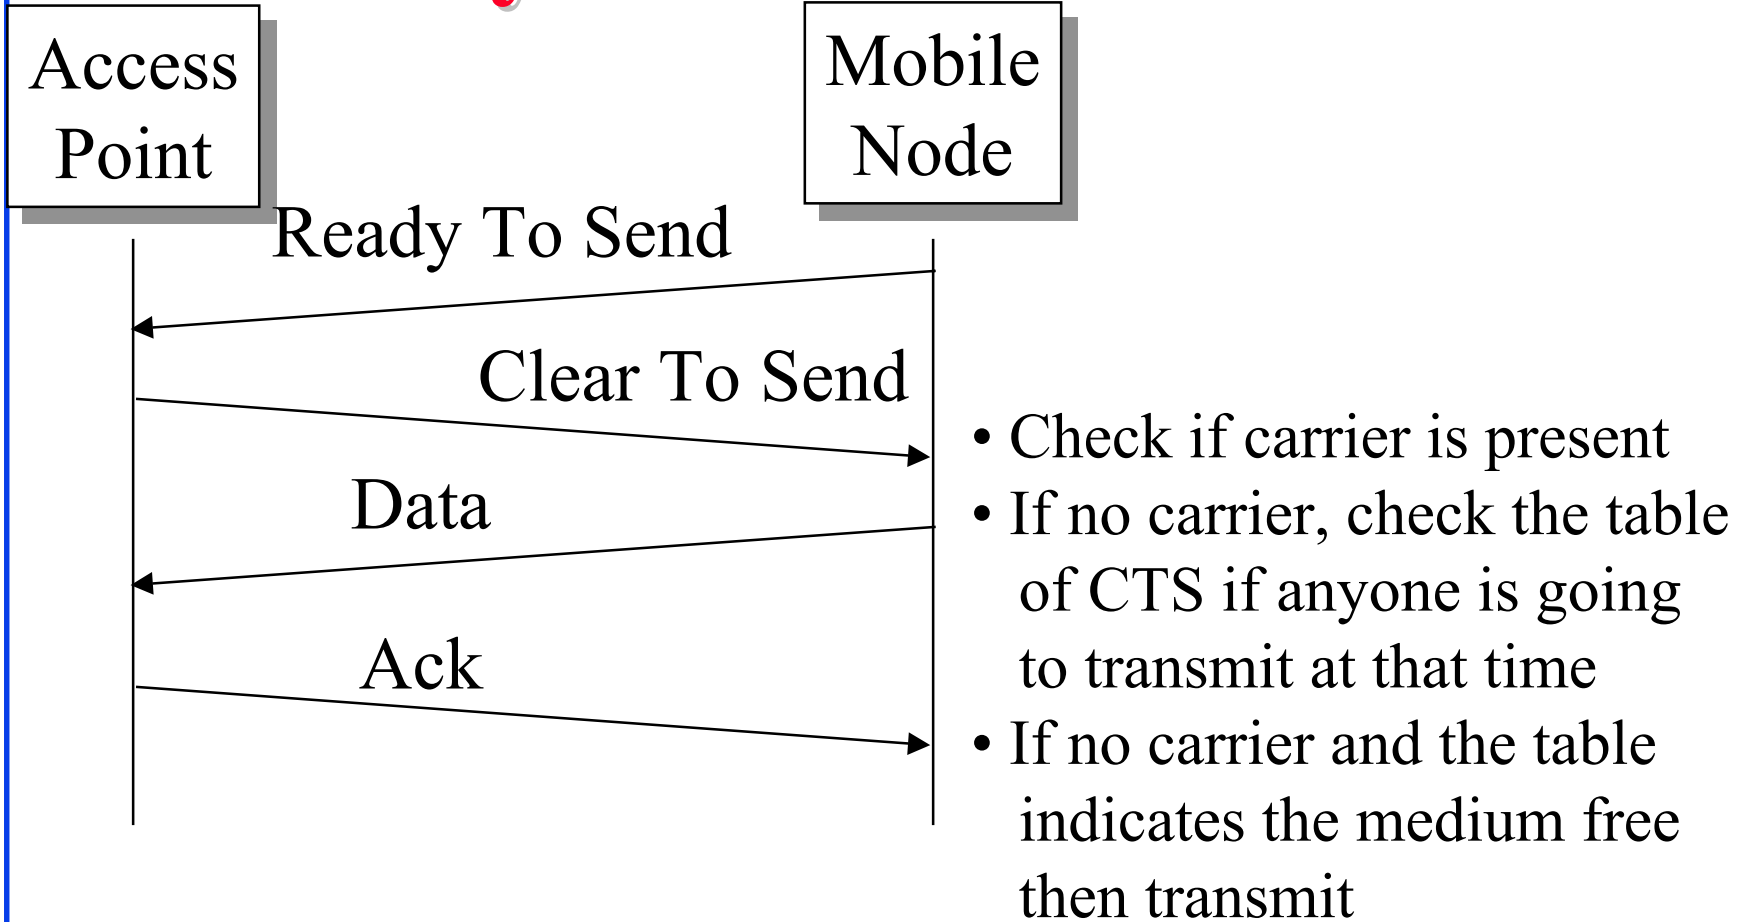 Access
Point
Mobile
Node
Ready To Send
Clear To Send
Data
Ack
• Check if carrier is present
• If no carrier, check the table
of CTS if anyone is going
to transmit at that time
• If no carrier and the table
indicates the medium free
then transmit